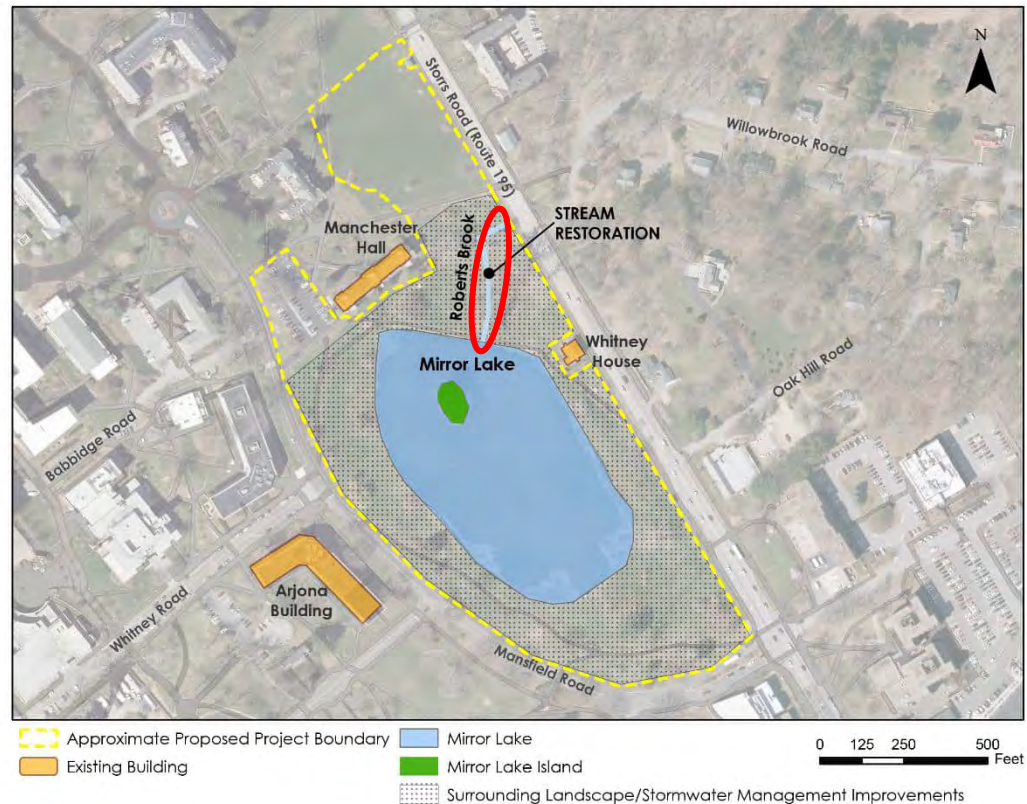 N
Storrs Road (Route 195)
Willowbrook Road
STREAM
RESTORATION
Manchester
Hall
Roberts Brook
Whitney
House
Mirror Lake
Oak Hill Road
Babbidge Road
Arjona
Building
Whitney Road
Mansfield Road
Approximate Proposed Project Boundary
Mirror Lake
0 125 250 500
Feet
Existing Building
Mirror Lake Island
Surrounding Landscape/Stormwater Management Improvements